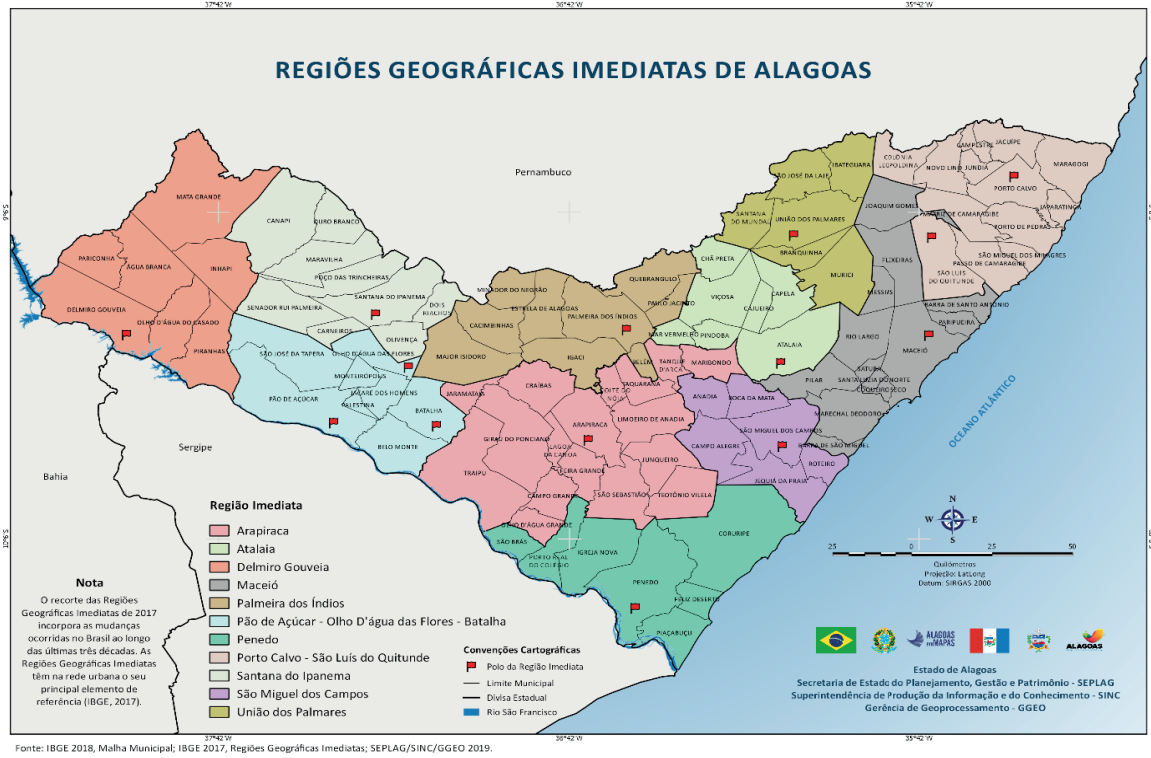 37°42'W
36°42'W
35°42'W
REGIÕES GEOGRÁFICAS IMEDIATAS DE ALAGOAS
Pernambuco
Sergipe
Bahia
OCEANO ATLÂNTICO
9°6'S
10°6'S
MATA GRANDE
CANAPI
OURO BRANCO
PARICONHA
ÁGUA BRANCA
INHAPI
MARAVILHA
POÇO DAS TRINCHEIRAS
DELMIRO GOUVEIA
OLHO D'ÁGUA DO CASADO
PIRANHAS
SENADOR RUI PALMEIRA
SANTANA DO IPANEMA
DOIS
RIACHOS
CARNEIROS
OLIVENÇA
SÃO JOSÉ DA TAPERA
OLHO D'ÁGUA DAS FLORES
MONTEIRÓPOLIS
PÃO DE AÇÚCAR
PALESTINA
BATALHA
BELO MONTE
MINADOR DO NEGRÃO
ESTRELA DE ALAGOAS
CACIMBINHAS
PALMEIRA DOS ÍNDIOS
QUEBRANGULO
PAULO JACINTO
MAJOR ISIDORO
IGACI
BELÉM
TANQUE
D'ARCA
MARIBONDO
JARAMATAIA
CRAÍBAS
COITÉ DO
NÓIA
TAQUARANA
LIMOEIRO DE ANADIA
ARAPIRACA
GIRAU DO PONCIANO
LAGOA
DA CANOA
FEIRA GRANDE
JUNQUEIRO
TRAIPU
CAMPO GRANDE
SÃO SEBASTIÃO
TEOTÔNIO VILELA
OLHO D'ÁGUA GRANDE
SÃO BRÁS
PORTO REAL
DO COLÉGIO
IGREJA NOVA
CORURIPE
PENEDO
FELIZ DESERTO
PIAÇABUÇU
CHÃ PRETA
VIÇOSA
CAPELA
CAJUEIRO
MAR VERMELHO
PINDOBA
ATALAIA
IBATEGUARA
SÃO JOSÉ DA LAJE
SANTANA
DO MUNDAÚ
UNIÃO DOS PALMARES
BRANQUINHA
MURICI
COLÔNIA
LEOPOLDINA
CAMPESTRE
JACUÍPE
NOVO LINO
JUNDIÁ
MARAGOGI
PORTO CALVO
JAPARATINGA
JOAQUIM GOMES
MATRIZ DE CAMARAGIBE
PORTO DE PEDRAS
SÃO MIGUEL DOS MILAGRES
PASSO DE CAMARAGIBE
SÃO LUÍS
DO QUITUNDE
FLEXEIRAS
MESSIAS
BARRA DE SANTO ANTÔNIO
PARIPUEIRA
RIO LARGO
MACEIÓ
SATUBA
SANTA LUZIA DO NORTE
COQUEIRO SECO
PILAR
MARECHAL DEODORO
BARRA DE SÃO MIGUEL
ANADIA
BOCA DA MATA
SÃO MIGUEL DOS CAMPOS
CAMPO ALEGRE
ROTEIRO
JEQUIÁ DA PRAIA
Região Imediata
Arapiraca
Atalaia
Delmiro Gouveia
Maceió
Palmeira dos Índios
Pão de Açúcar - Olho D'água das Flores - Batalha
Penedo
Porto Calvo - São Luís do Quitunde
Santana do Ipanema
São Miguel dos Campos
União dos Palmares
Nota
O recorte das Regiões
Geográficas Imediatas de 2017
incorpora as mudanças
ocorridas no Brasil ao longo
das últimas três décadas. As
Regiões Geográficas Imediatas
têm na rede urbana o seu
principal elemento de
referência (IBGE, 2017).
Convenções Cartográficas
Polo da Região Imediata
Limite Municipal
Divisa Estadual
Rio São Francisco
N
W E
S
25 0 25 50
Quilômetros
Projeção: LatLong
Datum: SIRGAS 2000
ALAGOAS
EM MAPAS
ALAGOAS
Estado de Alagoas
Secretaria de Estado do Planejamento, Gestão e Patrimônio - SEPLAG
Superintendência de Produção da Informação e do Conhecimento - SINC
Gerência de Geoprocessamento - GGEO
37°42'W
36°42'W
35°42'W
Fonte: IBGE 2018, Malha Municipal; IBGE 2017, Regiões Geográficas Imediatas; SEPLAG/SINC/GGEO 2019.